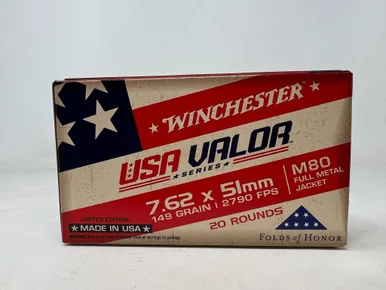 WINCHESTER
USA VALOR
SERIES
7.62 x 51mm
149 GRAIN | 2790 FPS
M80
FULL METAL
JACKET
20 ROUNDS
LIMITED EDITION
MADE IN USA
FOLDS of HONOR